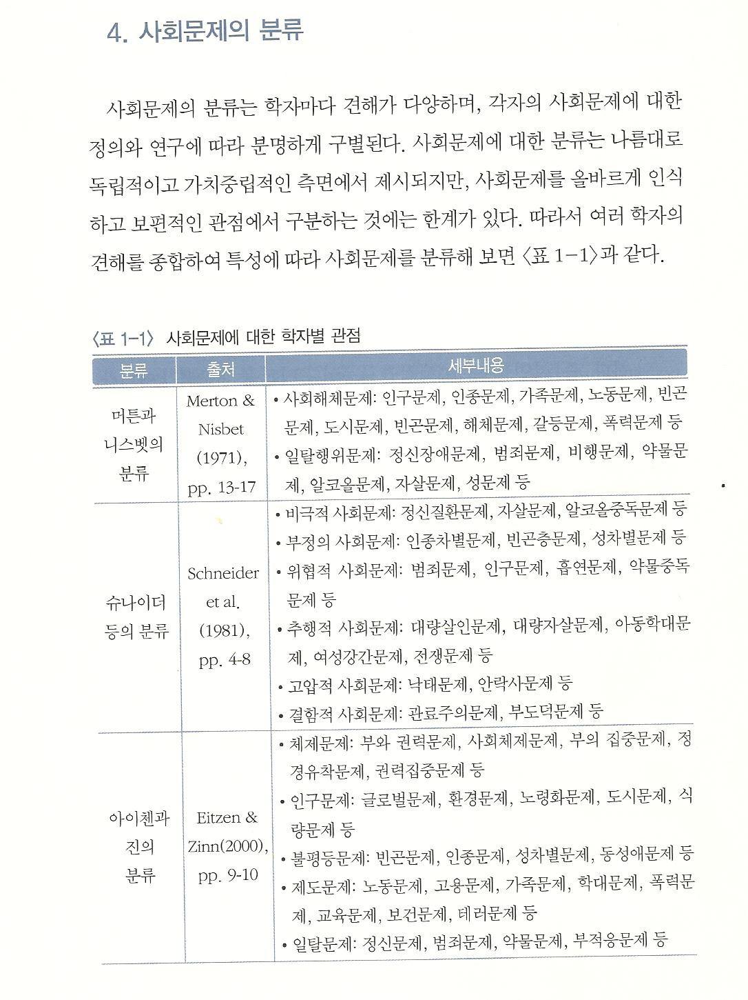 4. 사회문제의 분류
사회문제의 분류는 학자마다 견해가 다양하며, 각자의 사회문제에 대한
정의와 연구에 따라 분명하게 구별된다. 사회문제에 대한 분류는 나름대로
독립적이고 가치중립적인 측면에서 제시되지만, 사회문제를 올바르게 인식
하고 보편적인 관점에서 구분하는 것에는 한계가 있다. 따라서 여러 학자의
견해를 종합하여 특성에 따라 사회문제를 분류해 보면 〈표 1-1〉과 같다.
〈표 1-1〉 사회문제에 대한 학자별 관점
분류 출처 세부내용
머튼과
니스벳의
분류
Merton &
Nisbet
(1971),
pp. 13-17
• 사회해체문제: 인구문제, 인종문제, 가족문제, 노동문제, 빈곤
문제, 도시문제, 빈곤문제, 해체문제, 갈등문제, 폭력문제 등
• 일탈행위문제: 정신장애문제, 범죄문제, 비행문제, 약물문
제, 알코올문제, 자살문제, 성문제 등
슈나이더
등의 분류
Schneider
et al.
(1981),
pp. 4-8
• 비극적 사회문제: 정신질환문제, 자살문제, 알코올중독문제 등
• 부정의 사회문제: 인종차별문제, 빈곤층문제, 성차별문제 등
• 위협적 사회문제: 범죄문제, 인구문제, 흡연문제, 약물중독
문제 등
• 추행적 사회문제: 대량살인문제, 대량자살문제, 아동학대문
제, 여성강간문제, 전쟁문제 등
• 고압적 사회문제: 낙태문제, 안락사문제 등
• 결함적 사회문제: 관료주의문제, 부도덕문제 등
아이첸과
진의
분류
Eitzen &
Zinn(2000),
pp. 9-10
• 체제문제: 부와 권력문제, 사회체제문제, 부의 집중문제, 정
경유착문제, 권력집중문제 등
• 인구문제: 글로벌문제, 환경문제, 노령화문제, 도시문제, 식
량문제 등
• 불평등문제: 빈곤문제, 인종문제, 성차별문제, 동성애문제 등
• 제도문제: 노동문제, 고용문제, 가족문제, 학대문제, 폭력문
제, 교육문제, 보건문제, 테러문제 등
• 일탈문제: 정신문제, 범죄문제, 약물문제, 부적응문제 등